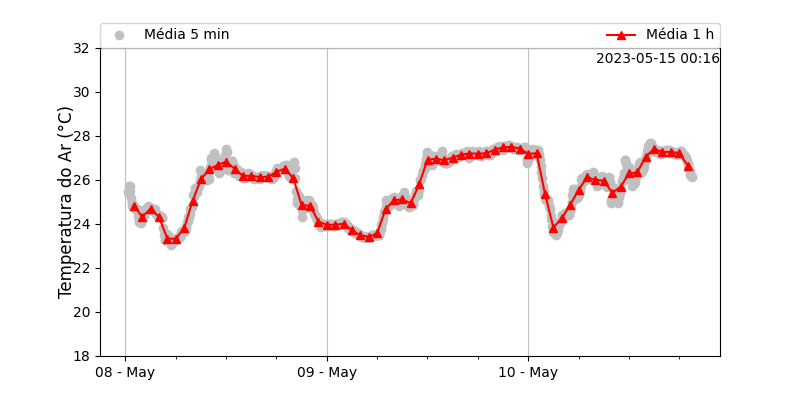 Média 5 min
Média 1 h
2023-05-15 00:16
Temperatura do Ar (°C)
32
30
28
26
24
22
20
18
08 - May
09 - May
10 - May